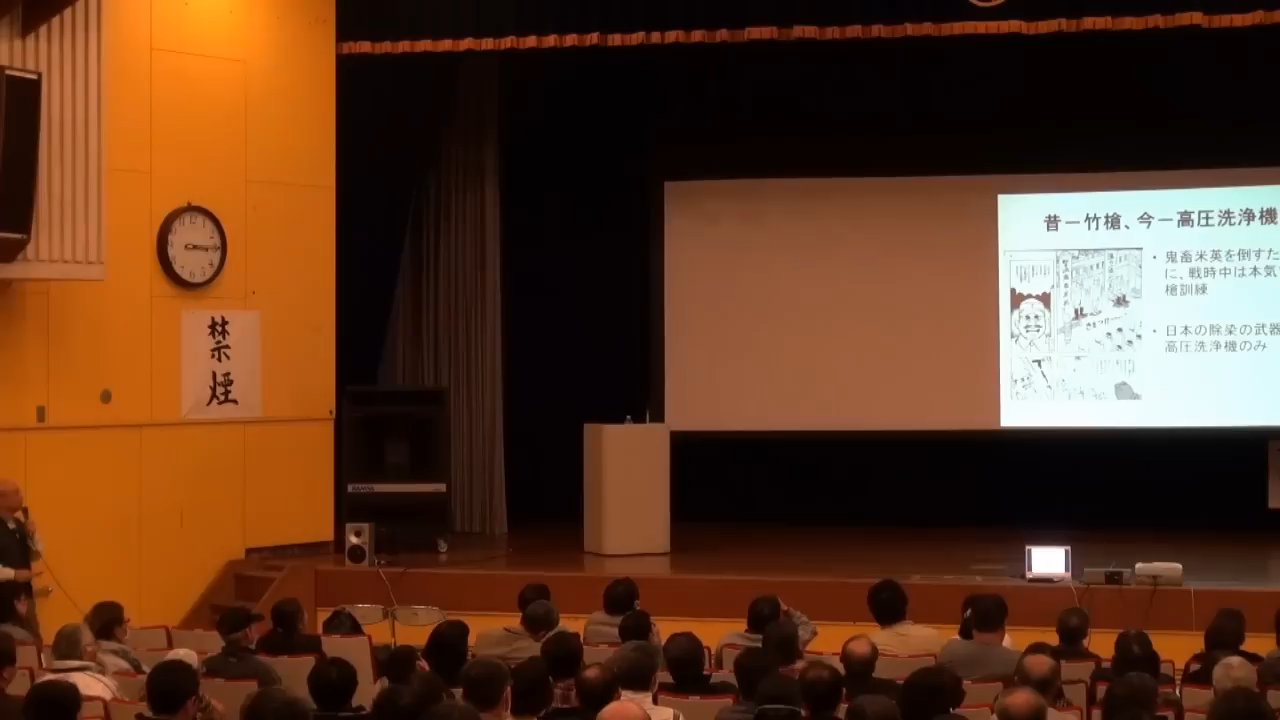 昔－竹槍、今－高圧洗浄機
・鬼畜米英を倒すた
に、戦時中は本気
槍訓練
・日本の除染の武器
高圧洗浄機のみ
禁
煙
RAMSA